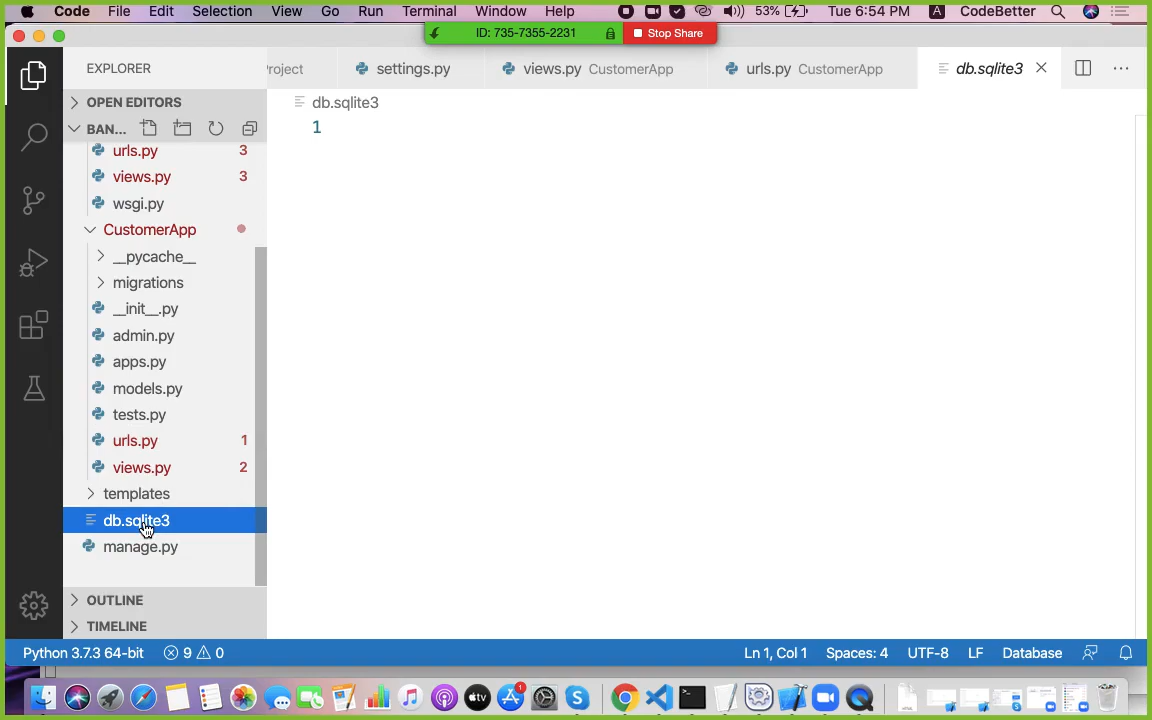 Code File Edit Selection View Go Run Terminal Window Help 53% Tue 6:54 PM A CodeBetter
ID: 735-7355-2231 Stop Share
EXPLORER
roject settings.py views.py CustomerApp urls.py CustomerApp db.sqlite3
OPEN EDITORS
BAN...
db.sqlite3
1
urls.py 3
views.py 3
wsgi.py
CustomerApp
__pycache__
migrations
__init__.py
admin.py
apps.py
models.py
tests.py
urls.py 1
views.py 2
templates
db.sqlite3
manage.py
OUTLINE
TIMELINE
Python 3.7.3 64-bit 9 0 Ln 1, Col 1 Spaces: 4 UTF-8 LF Database
tv 1